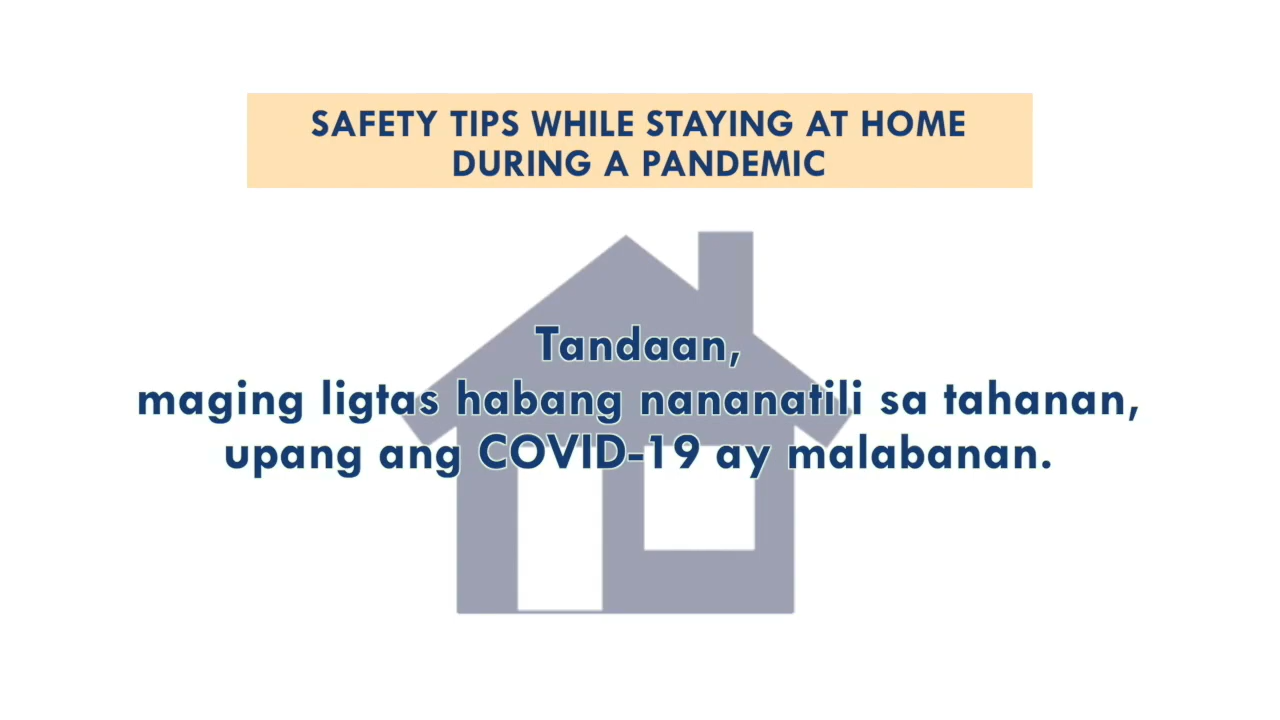 SAFETY TIPS WHILE STAYING AT HOME
DURING A PANDEMIC
Tandaan,
maging ligtas habang nananatili sa tahanan,
upang ang COVID-19 ay malabanan.